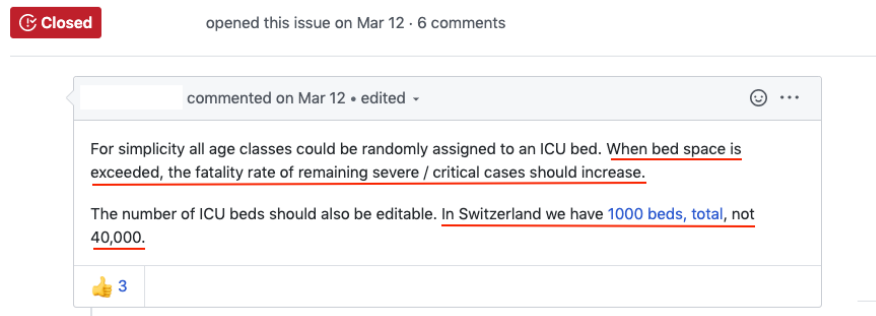 Closed opened this issue on Mar 12 · 6 comments
commented on Mar 12 • edited
For simplicity all age classes could be randomly assigned to an ICU bed. When bed space is
exceeded, the fatality rate of remaining severe / critical cases should increase.
The number of ICU beds should also be editable. In Switzerland we have 1000 beds, total, not
40,000.
3